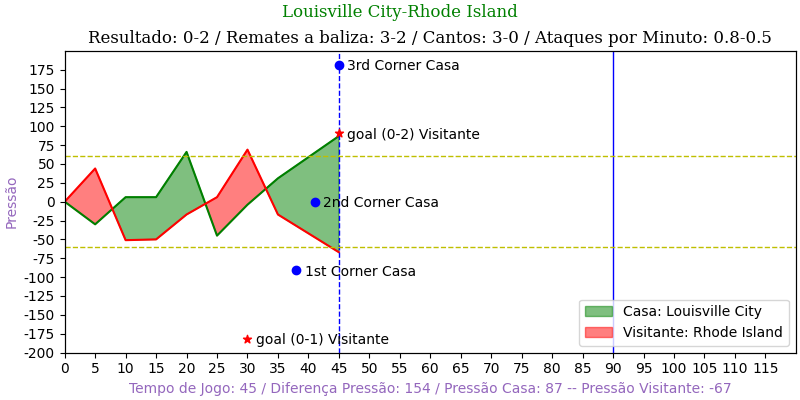 Louisville City-Rhode Island
Resultado: 0-2 / Remates a baliza: 3-2 / Cantos: 3-0 / Ataques por Minuto: 0.8-0.5
Pressão
175
150
125
100
75
50
25
0
-25
-50
-75
-100
-125
-150
-175
-200
3rd Corner Casa
goal (0-2) Visitante
2nd Corner Casa
1st Corner Casa
goal (0-1) Visitante
Casa: Louisville City
Visitante: Rhode Island
0 5 10 15 20 25 30 35 40 45 50 55 60 65 70 75 80 85 90 95 100 105 110 115
Tempo de Jogo: 45 / Diferença Pressão: 154 / Pressão Casa: 87 -- Pressão Visitante: -67